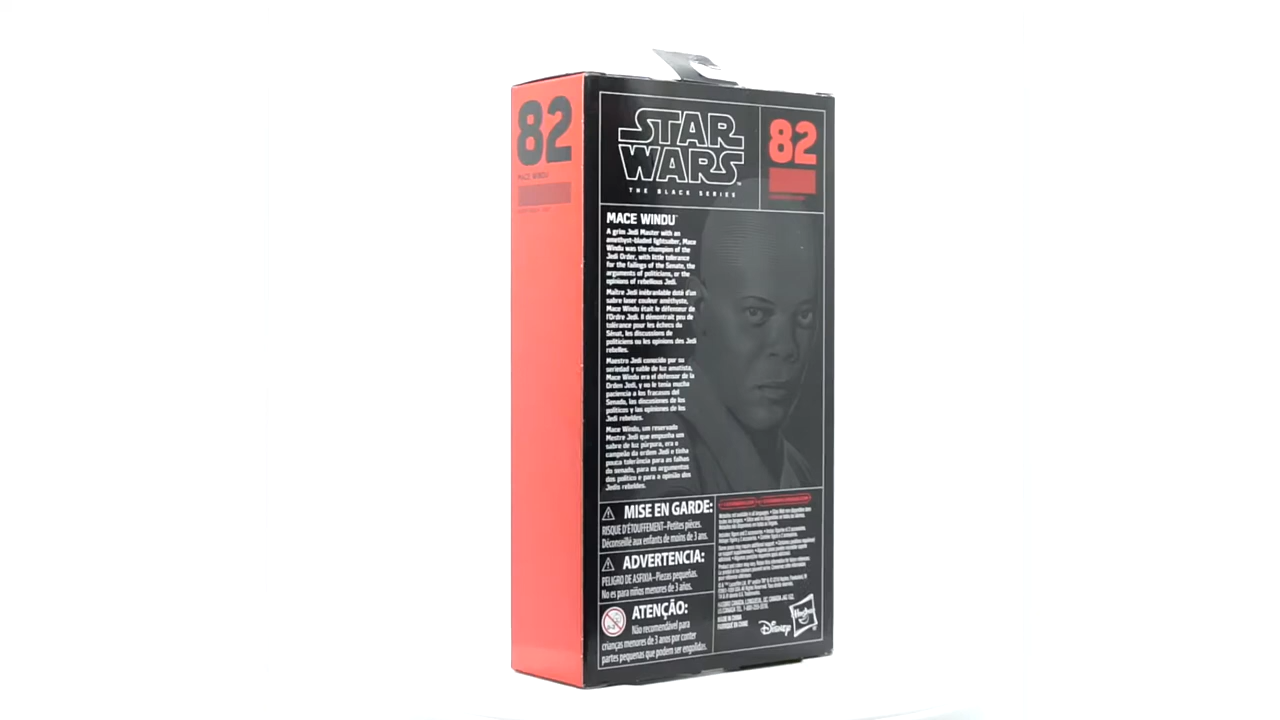 82
MACE WINDU
STAR
WARS
THE BLACK SERIES
82
MACE WINDU™
A grim Jedi Master with an
amethyst-bladed lightsaber, Mace
Windu was the champion of the
Jedi Order, with little tolerance
for the failings of the Senate, the
arguments of politicians, or the
opinions of rebellious Jedi.
Maître Jedi inébranlable doté d'un
sabre laser couleur améthyste,
Mace Windu était le défenseur de
l'Ordre Jedi. Il démontrait peu de
tolérance pour les échecs du
Sénat, les discussions de
politiciens ou les opinions des Jedi
rebelles.
Maestro Jedi conocido por su
seriedad y sable de luz amatista,
Mace Windu era el defensor de la
Orden Jedi, y no le tenía mucha
paciencia a los fracasos del
Senado, las discusiones de los
políticos y las opiniones de los
Jedi rebeldes.
Mace Windu, um reservado
Mestre Jedi que empunha um
sabre de luz púrpura, era o
campeão da ordem Jedi e tinha
pouca tolerância para as falhas
do senado, para os argumentos
dos político e para a opinião dos
Jedis rebeldes.
MISE EN GARDE:
RISQUE D'ÉTOUFFEMENT–Petites pièces.
Déconseillé aux enfants de moins de 3 ans.
ADVERTENCIA:
PELIGRO DE ASFIXIA–Piezas pequeñas.
No es para niños menores de 3 años.
ATENÇÃO:
Não recomendável para
crianças menores de 3 anos por conter
partes pequenas que podem ser engolidas.
MADE IN CHINA
FABRIQUÉ EN CHINE
Disney
Hasbro